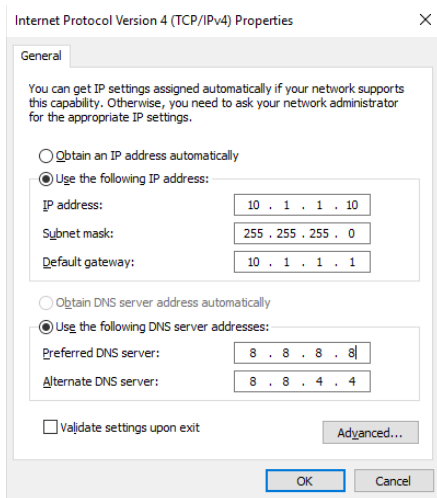 Internet Protocol Version 4 (TCP/IPv4) Properties
General
You can get IP settings assigned automatically if your network supports
this capability. Otherwise, you need to ask your network administrator
for the appropriate IP settings.
Obtain an IP address automatically
Use the following IP address:
IP address: 10 . 1 . 1 . 10
Subnet mask: 255 . 255 . 255 . 0
Default gateway: 10 . 1 . 1 . 1
Obtain DNS server address automatically
Use the following DNS server addresses:
Preferred DNS server: 8 . 8 . 8 . 8
Alternate DNS server: 8 . 8 . 4 . 4
Validate settings upon exit
Advanced...
OK Cancel